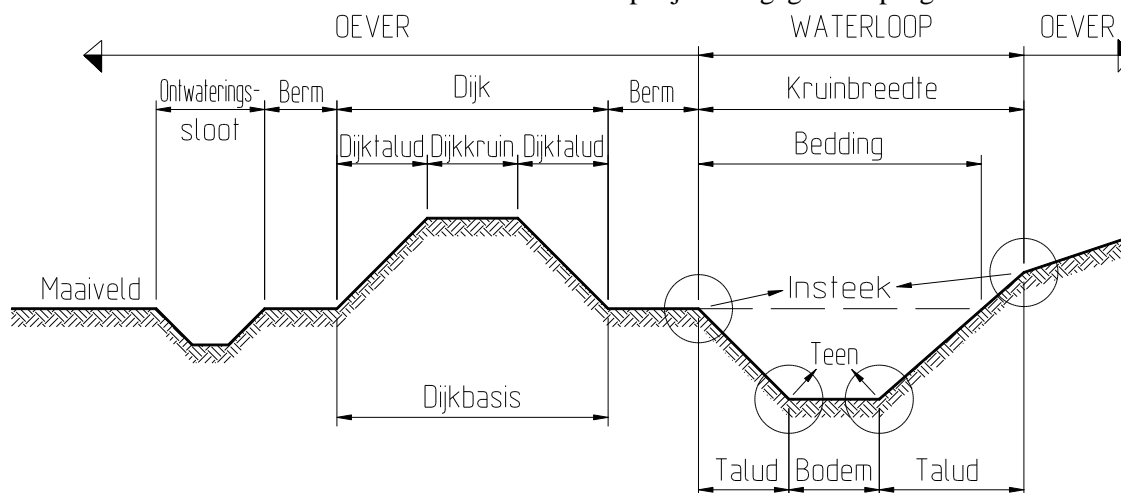 OEVER WATERLOOP OEVER
Ontwaterings- Berm Dijk Berm Kruinbreedte
sloot
Dijktalud Dijkkruin Dijktalud Bedding
Maaiveld Insteek
Teen
Dijkbasis
Talud Bodem Talud